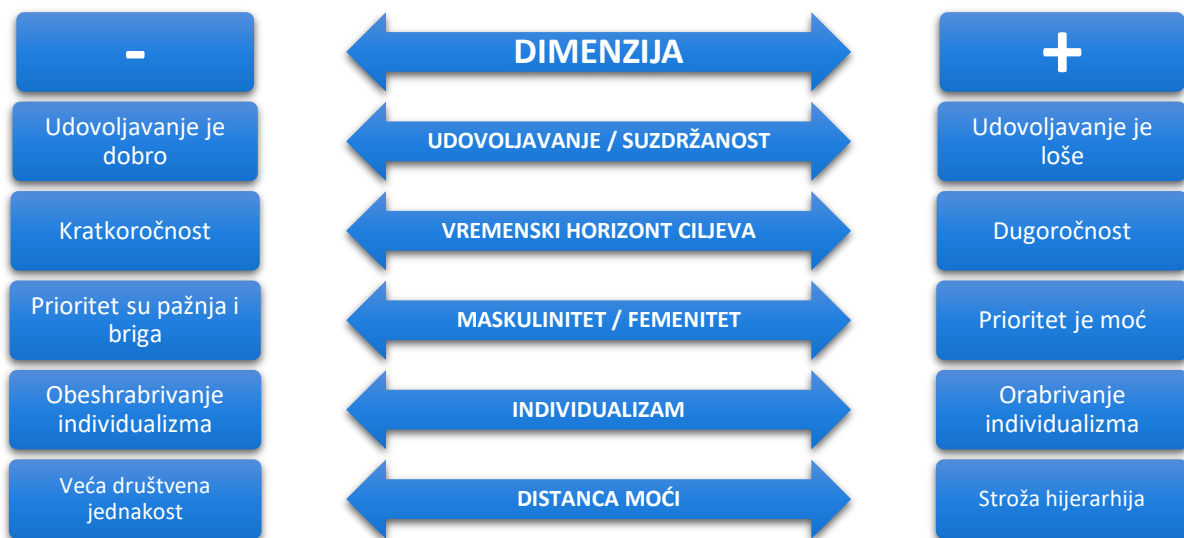 -
DIMENZIJA
+
Udovoljavanje je
dobro
UDOVOLJAVANJE / SUZDRŽANOST
Udovoljavanje je
loše
Kratkoročnost
VREMENSKI HORIZONT CILJEVA
Dugoročnost
Prioritet su pažnja i
briga
MASKULINITET / FEMENITET
Prioritet je moć
Obeshrabrivanje
individualizma
INDIVIDUALIZAM
Orabrivanje
individualizma
Veća društvena
jednakost
DISTANCA MOĆI
Stroža hijerarhija